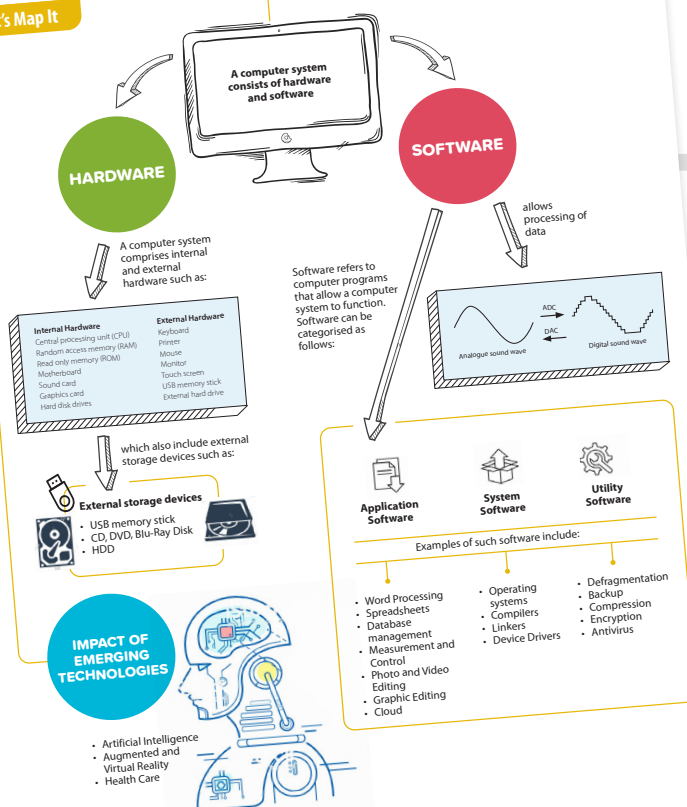 's Map It
A computer system
consists of hardware
and software
HARDWARE
SOFTWARE
A computer system
comprises internal
and external
hardware such as:
Internal Hardware
Central processing unit (CPU)
Random access memory (RAM)
Read only memory (ROM)
Motherboard
Sound card
Graphics card
Hard disk drives
External Hardware
Keyboard
Printer
Mouse
Monitor
Touch screen
USB memory stick
External hard drive
which also include external
storage devices such as:
External storage devices
• USB memory stick
• CD, DVD, Blu-Ray Disk
• HDD
IMPACT OF
EMERGING
TECHNOLOGIES
• Artificial Intelligence
• Augmented and
Virtual Reality
• Health Care
Software refers to
computer programs
that allow a computer
system to function.
Software can be
categorised as
follows:
allows
processing of
data
Analogue sound wave
ADC
DAC
Digital sound wave
Application
Software
System
Software
Utility
Software
Examples of such software include:
• Word Processing
• Spreadsheets
• Database
management
• Measurement and
Control
• Photo and Video
Editing
• Graphic Editing
• Cloud
• Operating
systems
• Compilers
• Linkers
• Device Drivers
• Defragmentation
• Backup
• Compression
• Encryption
• Antivirus